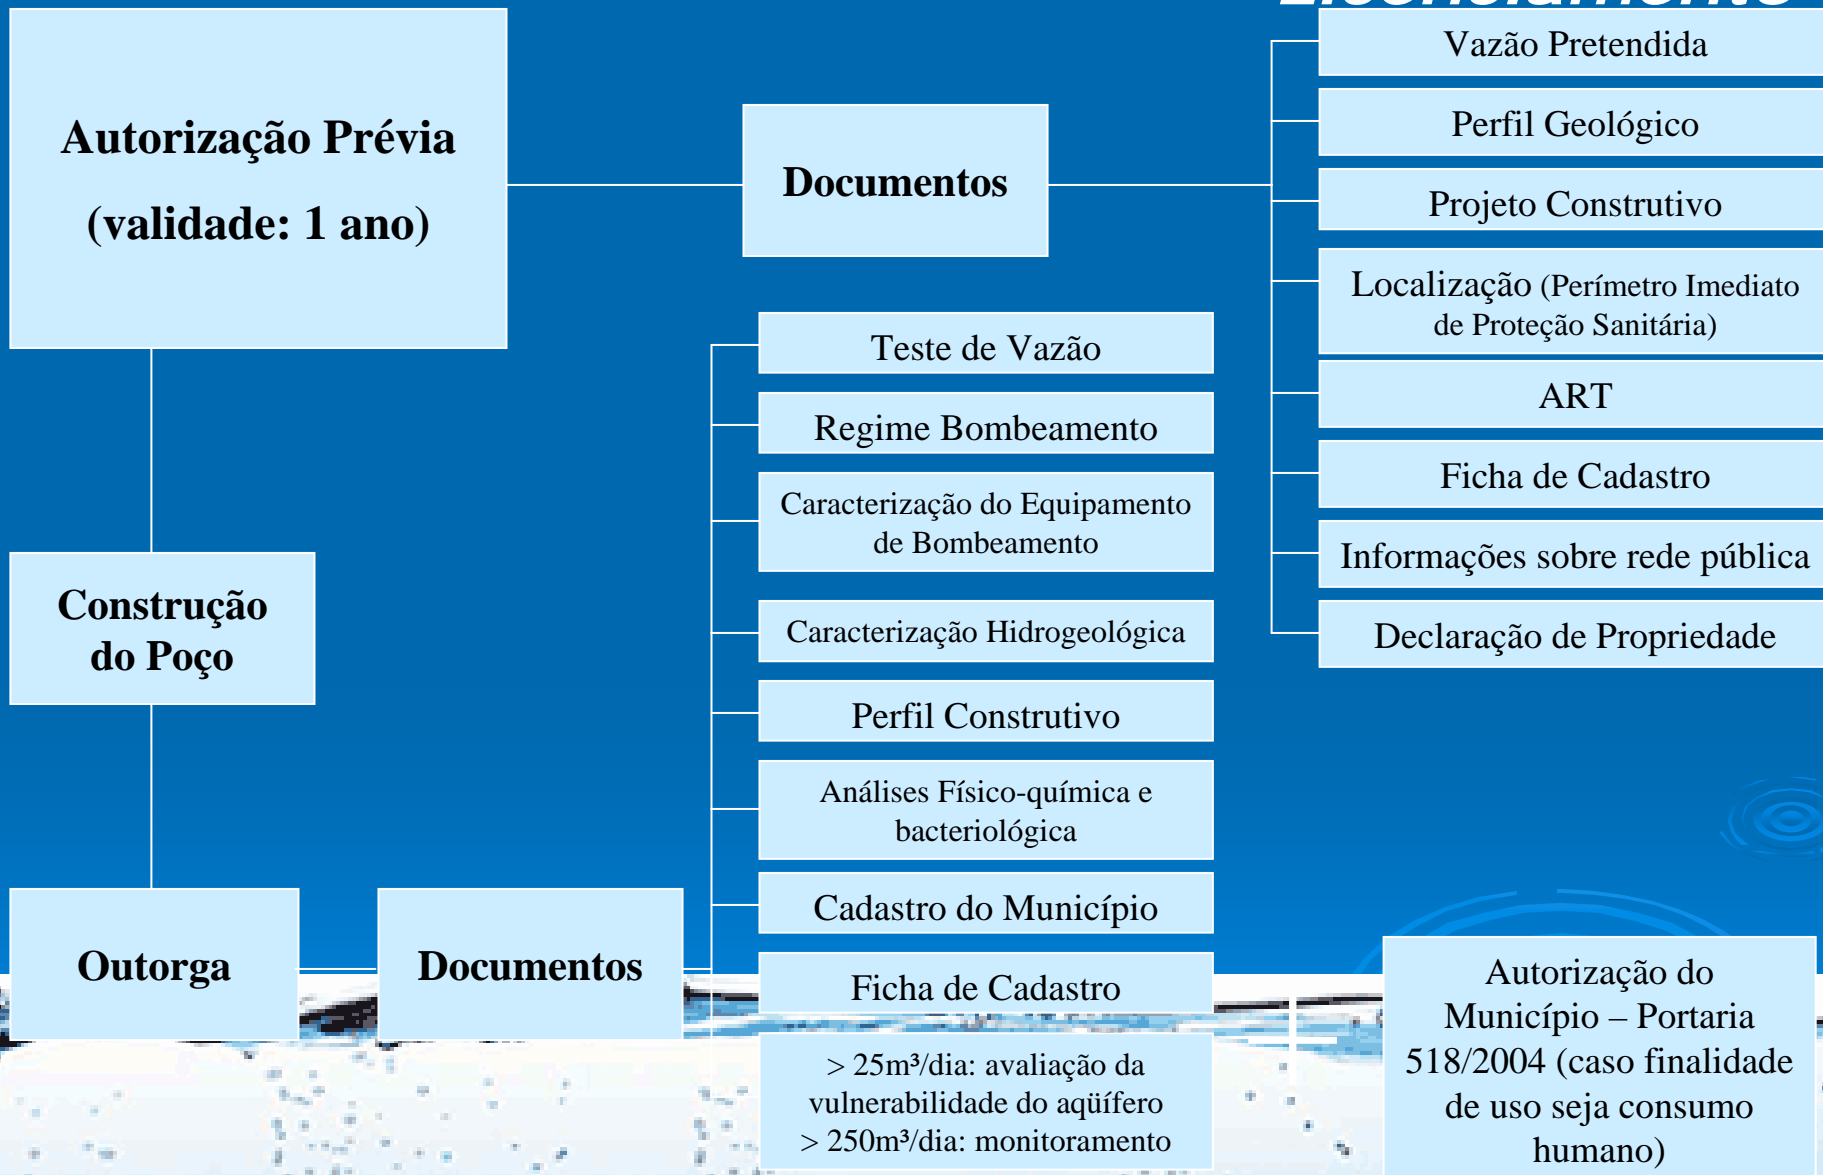 Licenciamento
Autorização Prévia
(validade: 1 ano)
Documentos
Vazão Pretendida
Perfil Geológico
Projeto Construtivo
Localização (Perímetro Imediato
de Proteção Sanitária)
ART
Ficha de Cadastro
Informações sobre rede pública
Declaração de Propriedade
Construção
do Poço
Outorga
Documentos
Teste de Vazão
Regime Bombeamento
Caracterização do Equipamento
de Bombeamento
Caracterização Hidrogeológica
Perfil Construtivo
Análises Físico-química e
bacteriológica
Cadastro do Município
Ficha de Cadastro
> 25m³/dia: avaliação da
vulnerabilidade do aqüífero
> 250m³/dia: monitoramento
Autorização do
Município – Portaria
518/2004 (caso finalidade
de uso seja consumo
humano)